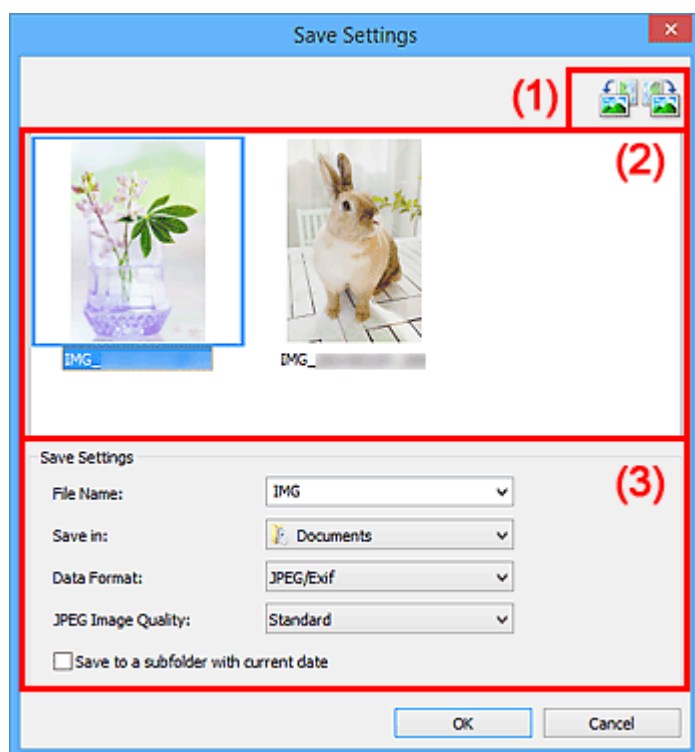 Save Settings
(1)
(2)
IMG_
IMG_
Save Settings
(3)
File Name: IMG
Save in: Documents
Data Format: JPEG/Exif
JPEG Image Quality: Standard
Save to a subfolder with current date
OK Cancel